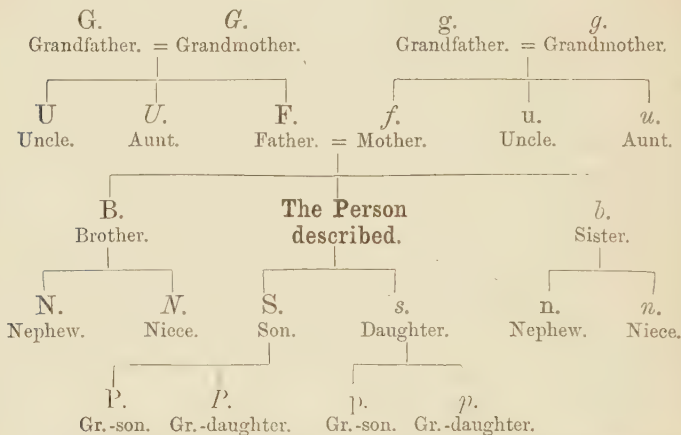 G. G. g. g.
Grandfather. = Grandmother. Grandfather. = Grandmother.
U U. F. f. u. u.
Uncle. Aunt. Father. = Mother. Uncle. Aunt.
B. The Person described. b.
Brother. Sister.
N. N. S. s. n. n.
Nephew. Niece. Son. Daughter. Nephew. Niece.
P. P. p. p.
Gr.-son. Gr.-daughter. Gr.-son. Gr.-daughter.